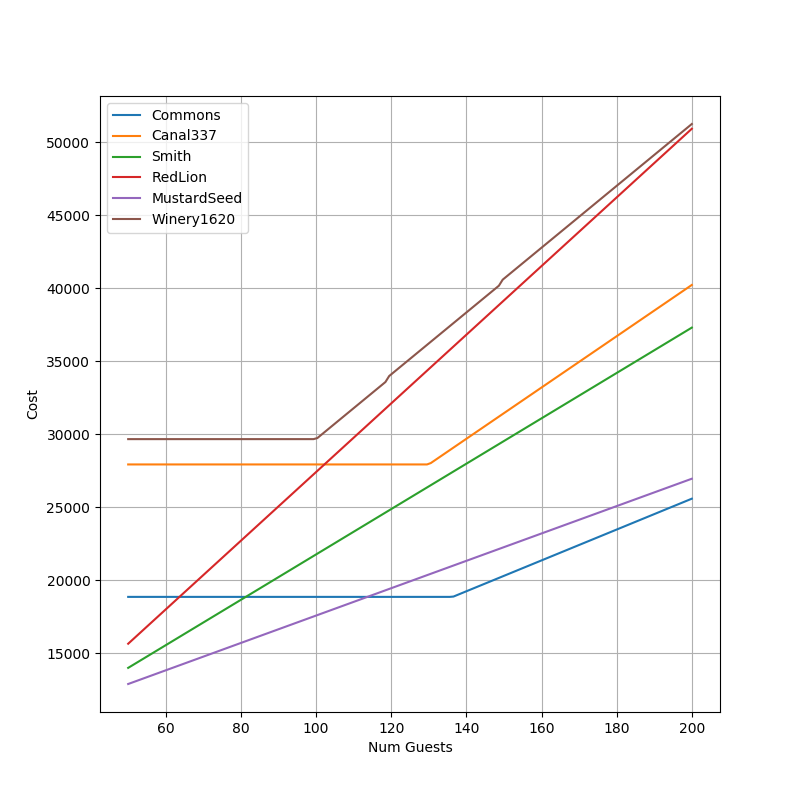 Commons
Canal337
Smith
RedLion
MustardSeed
Winery1620
50000
45000
40000
35000
30000
25000
20000
15000
Cost
60 80 100 120 140 160 180 200
Num Guests